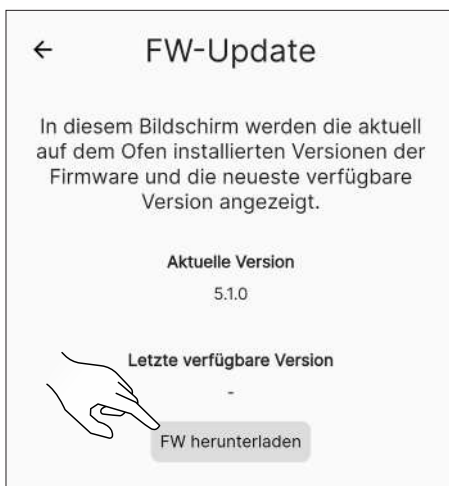 FW-Update
In diesem Bildschirm werden die aktuell
auf dem Ofen installierten Versionen der
Firmware und die neueste verfügbare
Version angezeigt.
Aktuelle Version
5.1.0
Letzte verfügbare Version
-
FW herunterladen